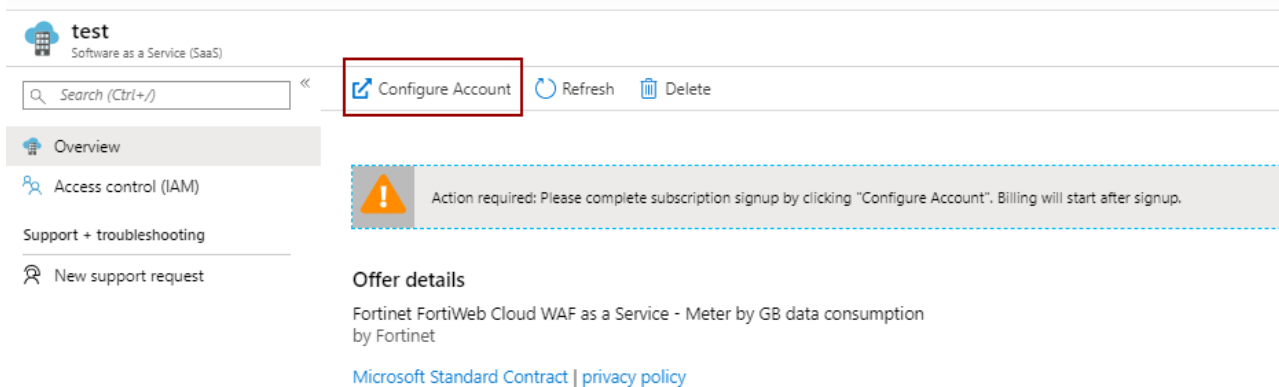 test
Software as a Service (SaaS)
Search (Ctrl+/)
«
Configure Account
Refresh
Delete
Overview
Access control (IAM)
Support + troubleshooting
New support request
Action required: Please complete subscription signup by clicking "Configure Account". Billing will start after signup.
Offer details
Fortinet FortiWeb Cloud WAF as a Service - Meter by GB data consumption
by Fortinet
Microsoft Standard Contract | privacy policy